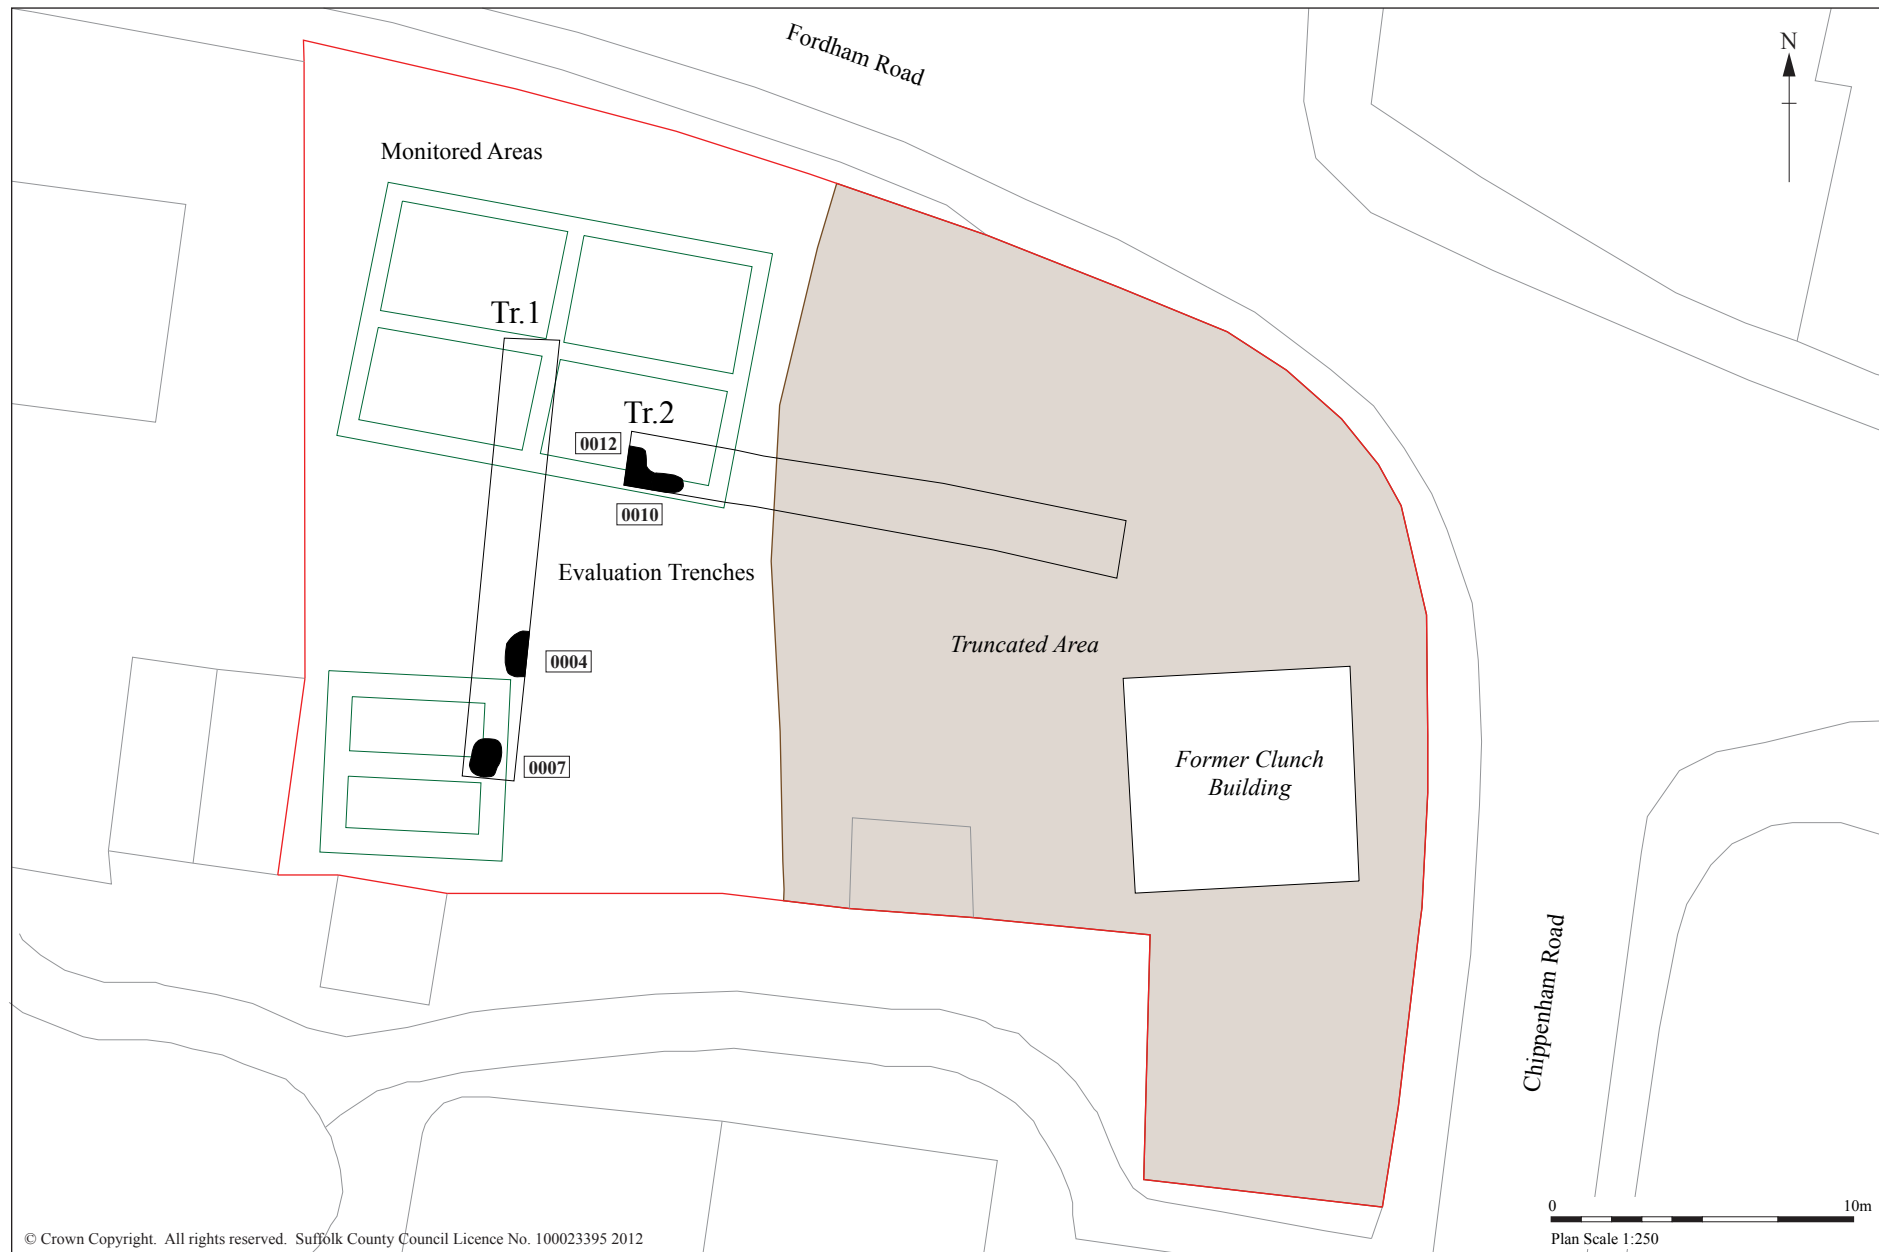 Fordham Road
N
Monitored Areas
Tr.1
Tr.2
0012
0010
Evaluation Trenches
Truncated Area
0004
0007
Former Clunch
Building
Chippenham Road
0 10m
Plan Scale 1:250
© Crown Copyright. All rights reserved. Suffolk County Council Licence No. 100023395 2012